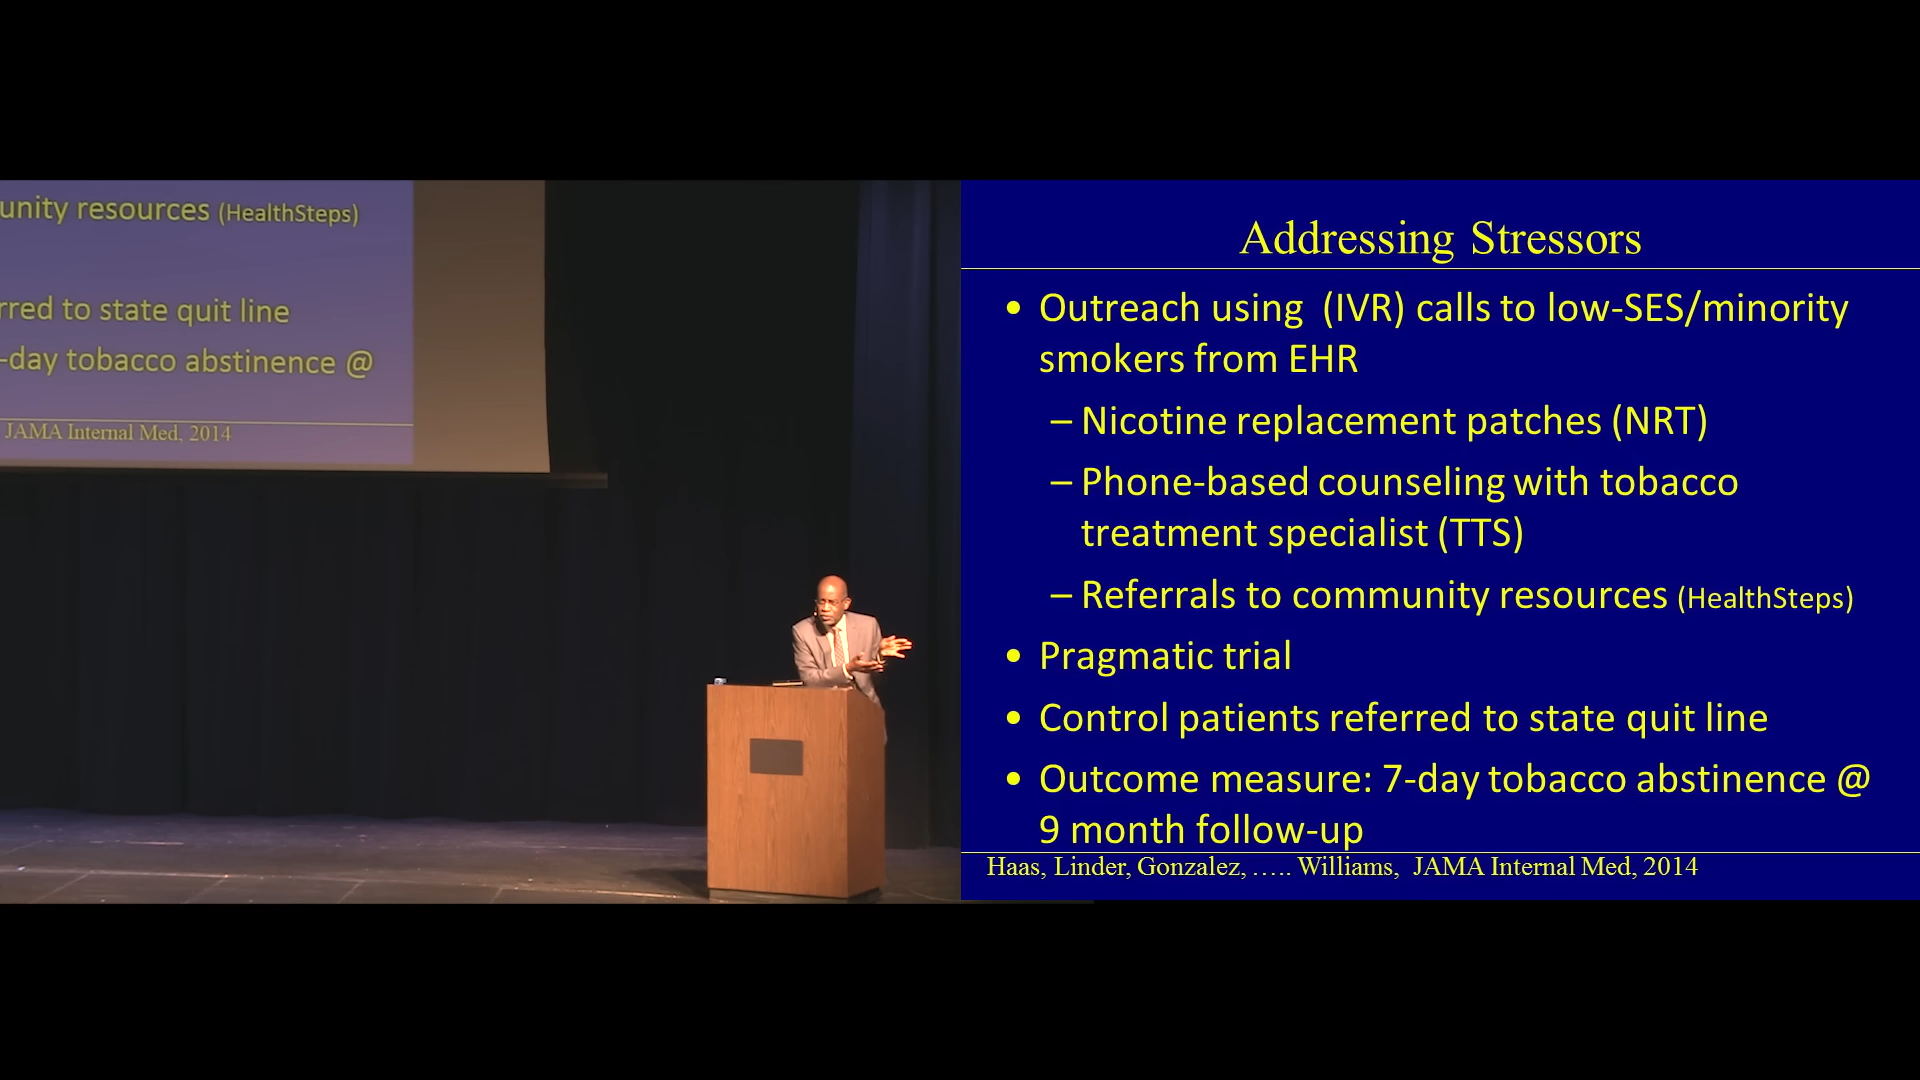 unity resources (HealthSteps)
rred to state quit line
-day tobacco abstinence @
JAMA Internal Med, 2014
Addressing Stressors
• Outreach using  (IVR) calls to low-SES/minority
smokers from EHR
– Nicotine replacement patches (NRT)
– Phone-based counseling with tobacco
treatment specialist (TTS)
– Referrals to community resources (HealthSteps)
• Pragmatic trial
• Control patients referred to state quit line
• Outcome measure: 7-day tobacco abstinence @
9 month follow-up
Haas, Linder, Gonzalez, ….. Williams,  JAMA Internal Med, 2014